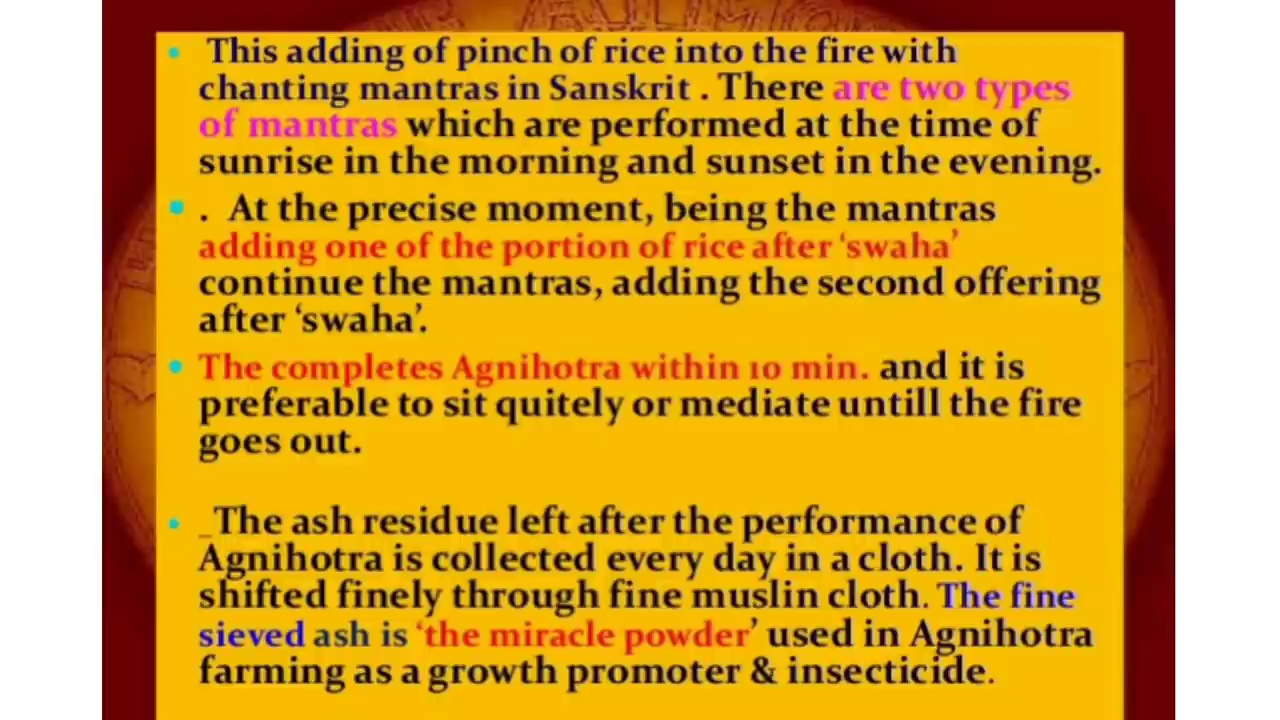 • This adding of pinch of rice into the fire with
chanting mantras in Sanskrit . There are two types
of mantras which are performed at the time of
sunrise in the morning and sunset in the evening.
• . At the precise moment, being the mantras
adding one of the portion of rice after ‘swaha’
continue the mantras, adding the second offering
after ‘swaha’.
• The completes Agnihotra within 10 min. and it is
preferable to sit quitely or mediate untill the fire
goes out.
• _The ash residue left after the performance of
Agnihotra is collected every day in a cloth. It is
shifted finely through fine muslin cloth. The fine
sieved ash is ‘the miracle powder’ used in Agnihotra
farming as a growth promoter & insecticide.